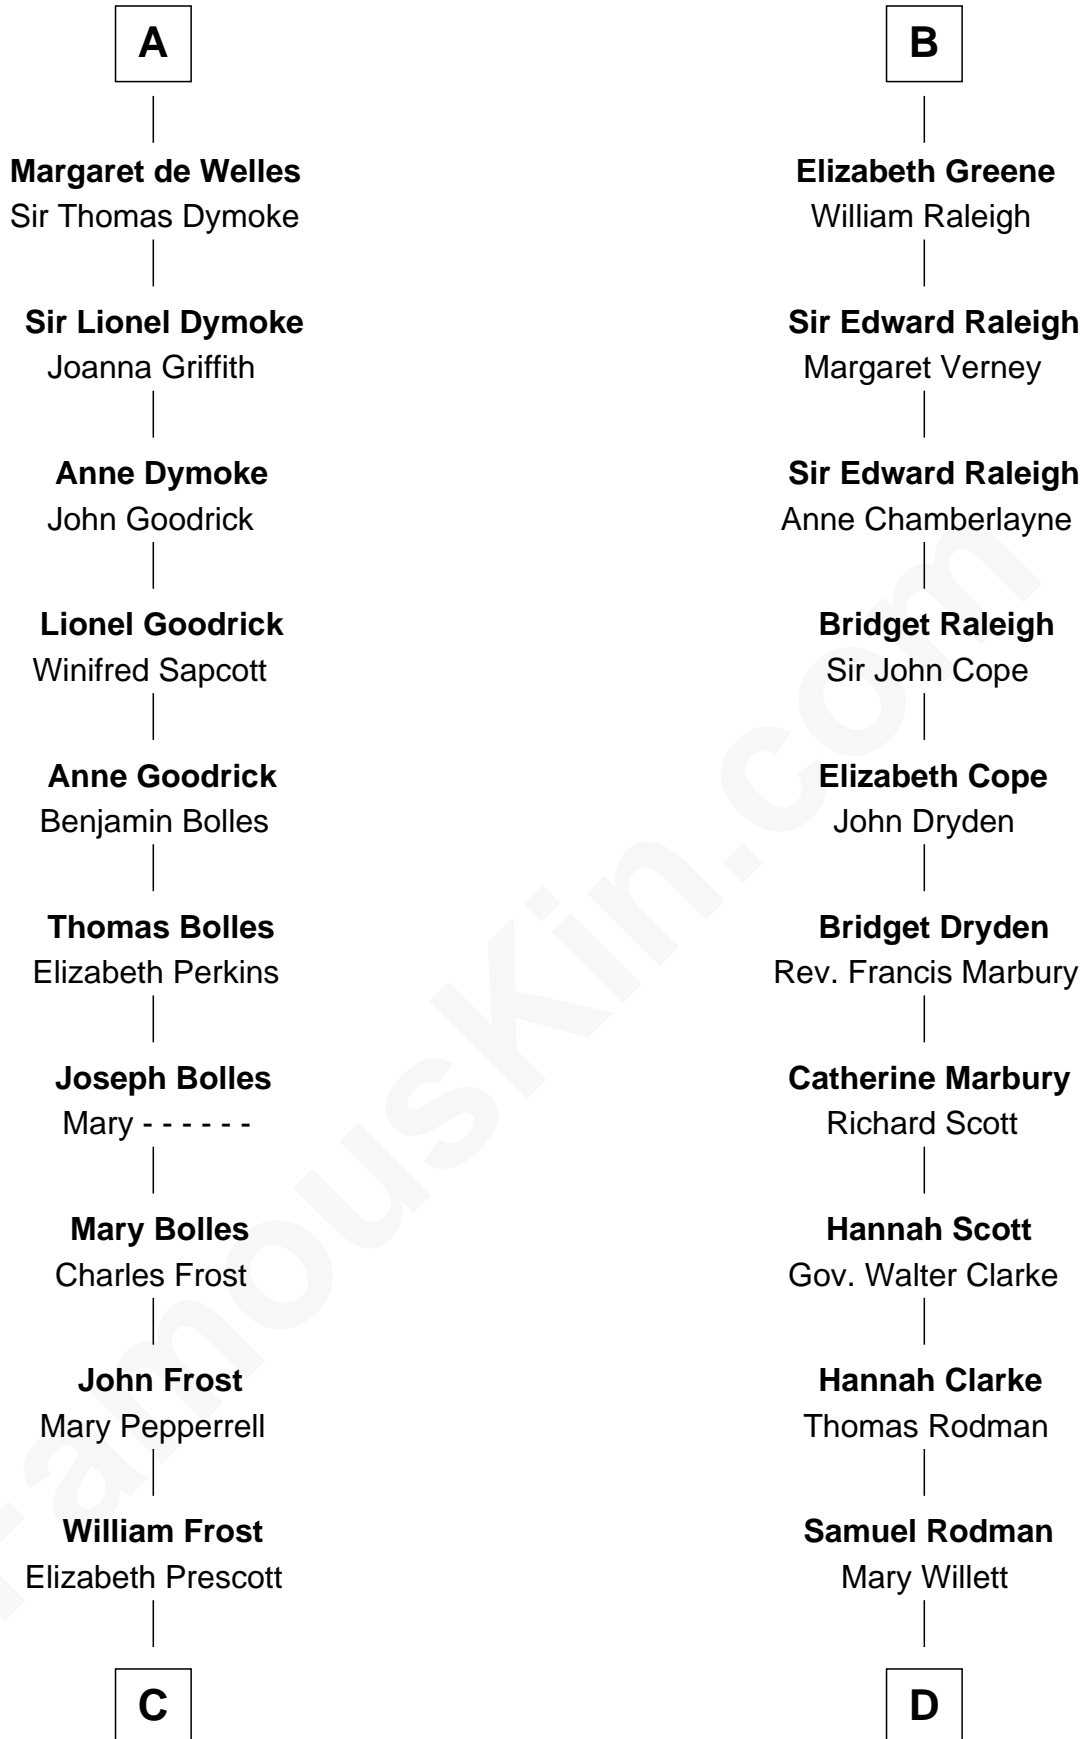 A
Margaret de Welles
Sir Thomas Dymoke
Sir Lionel Dymoke
Joanna Griffith
Anne Dymoke
John Goodrick
Lionel Goodrick
Winifred Sapcott
Anne Goodrick
Benjamin Bolles
Thomas Bolles
Elizabeth Perkins
Joseph Bolles
Mary - - - - - -
Mary Bolles
Charles Frost
John Frost
Mary Pepperrell
William Frost
Elizabeth Prescott
C
B
Elizabeth Greene
William Raleigh
Sir Edward Raleigh
Margaret Verney
Sir Edward Raleigh
Anne Chamberlayne
Bridget Raleigh
Sir John Cope
Elizabeth Cope
John Dryden
Bridget Dryden
Rev. Francis Marbury
Catherine Marbury
Richard Scott
Hannah Scott
Gov. Walter Clarke
Hannah Clarke
Thomas Rodman
Samuel Rodman
Mary Willett
D
FamousKin.com